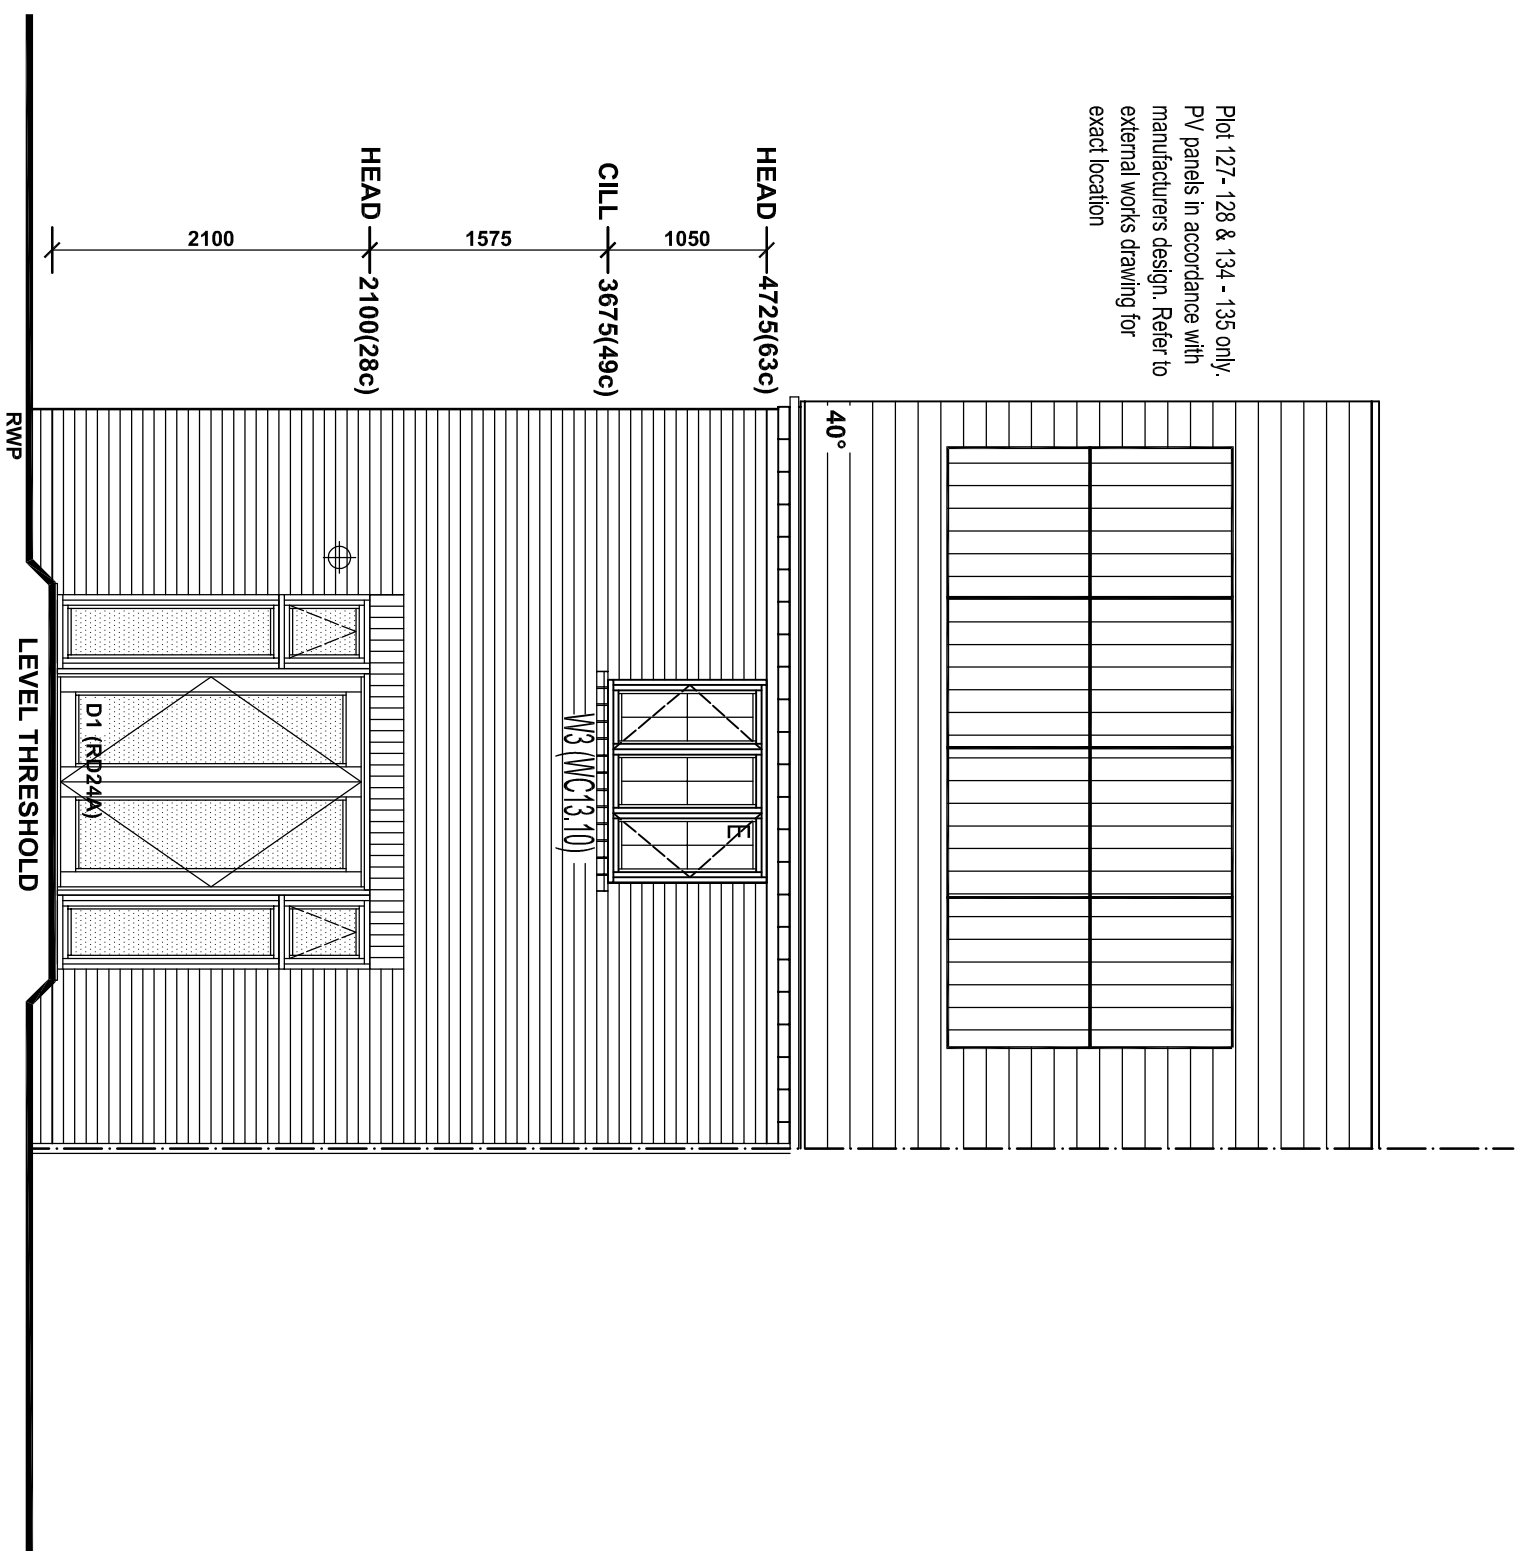 Plot 127- 128 & 134 - 135 only.
PV panels in accordance with
manufacturers design. Refer to
external works drawing for
exact location
40°
HEAD
4725(63c)
1050
CILL
3675(49c)
E
W3 (WC13.10)
1575
HEAD
2100(28c)
2100
D1 (RD24A)
LEVEL THRESHOLD
RWP